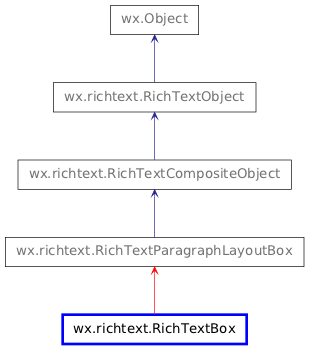 wx.Object
wx.richtext.RichTextObject
wx.richtext.RichTextCompositeObject
wx.richtext.RichTextParagraphLayoutBox
wx.richtext.RichTextBox